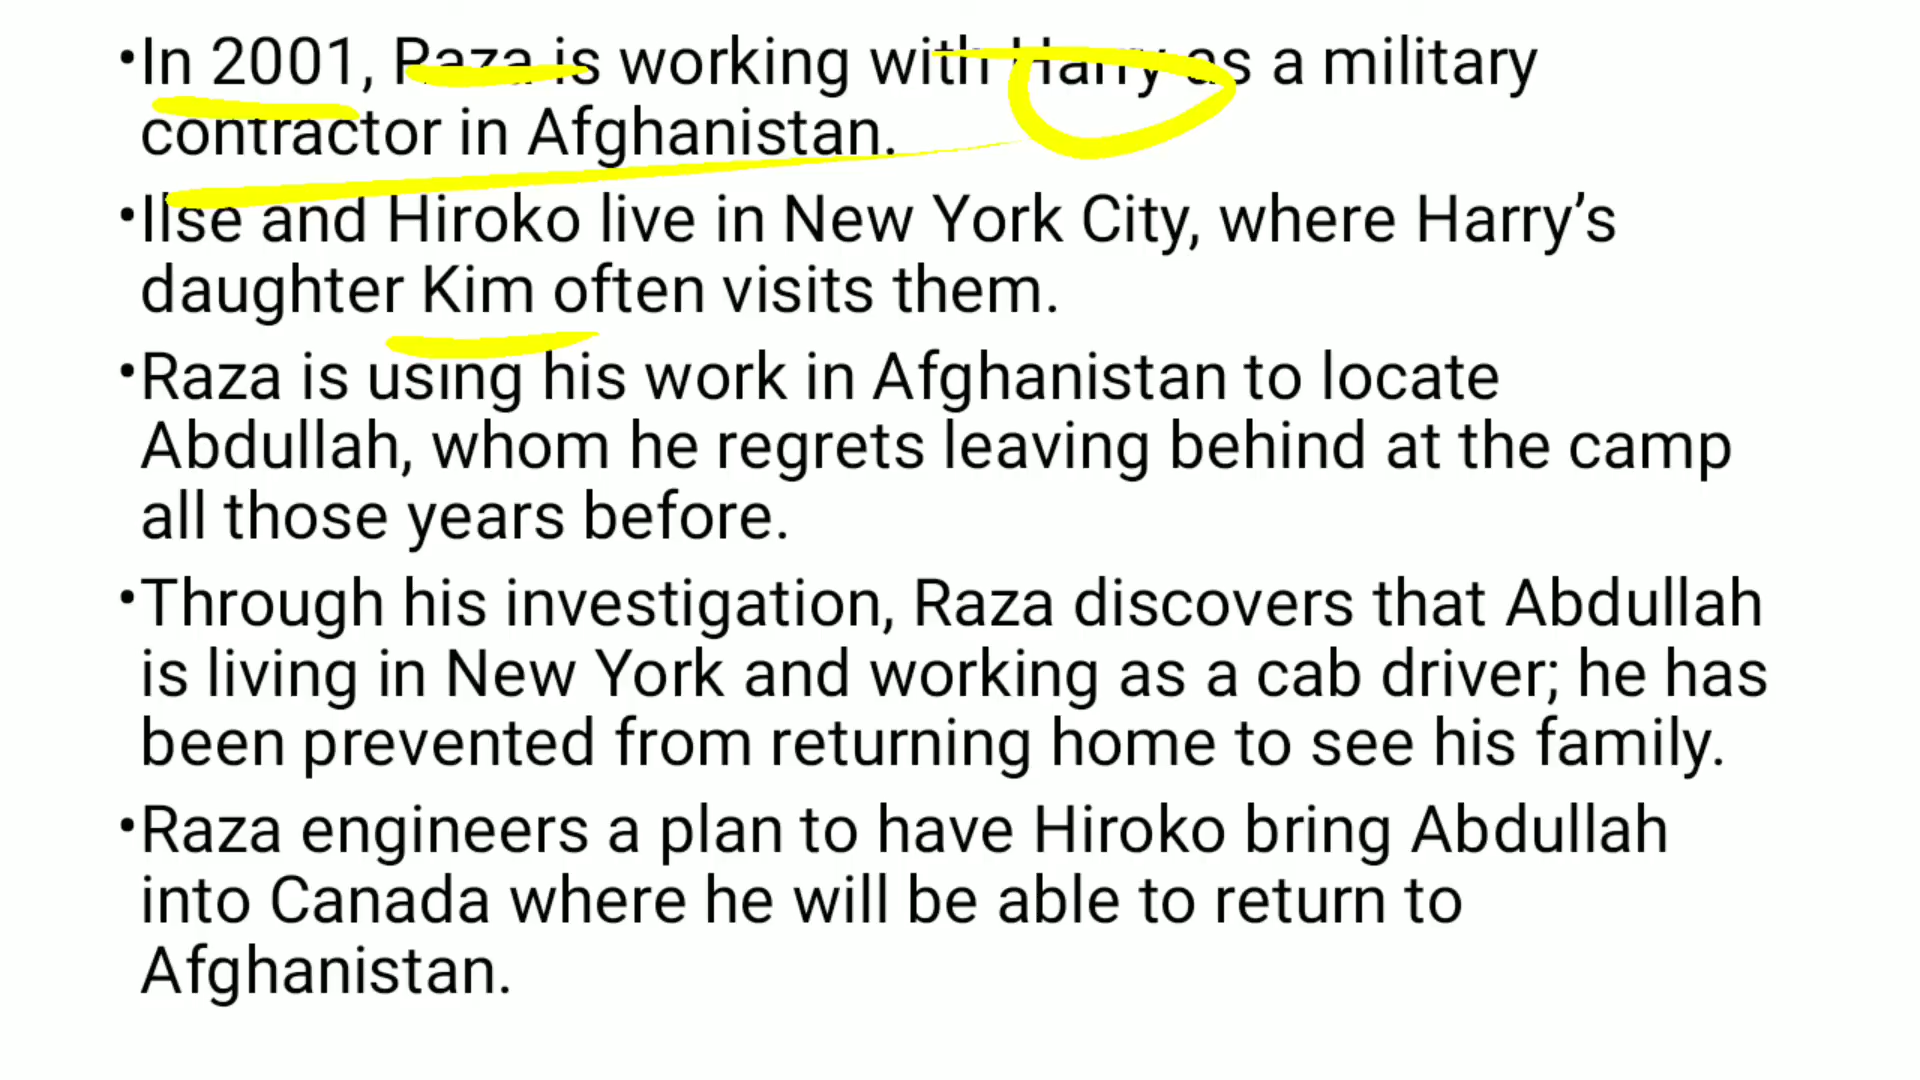 •In 2001, Raza is working with Harry as a military
contractor in Afghanistan.
•Ilse and Hiroko live in New York City, where Harry’s
daughter Kim often visits them.
•Raza is using his work in Afghanistan to locate
Abdullah, whom he regrets leaving behind at the camp
all those years before.
•Through his investigation, Raza discovers that Abdullah
is living in New York and working as a cab driver; he has
been prevented from returning home to see his family.
•Raza engineers a plan to have Hiroko bring Abdullah
into Canada where he will be able to return to
Afghanistan.